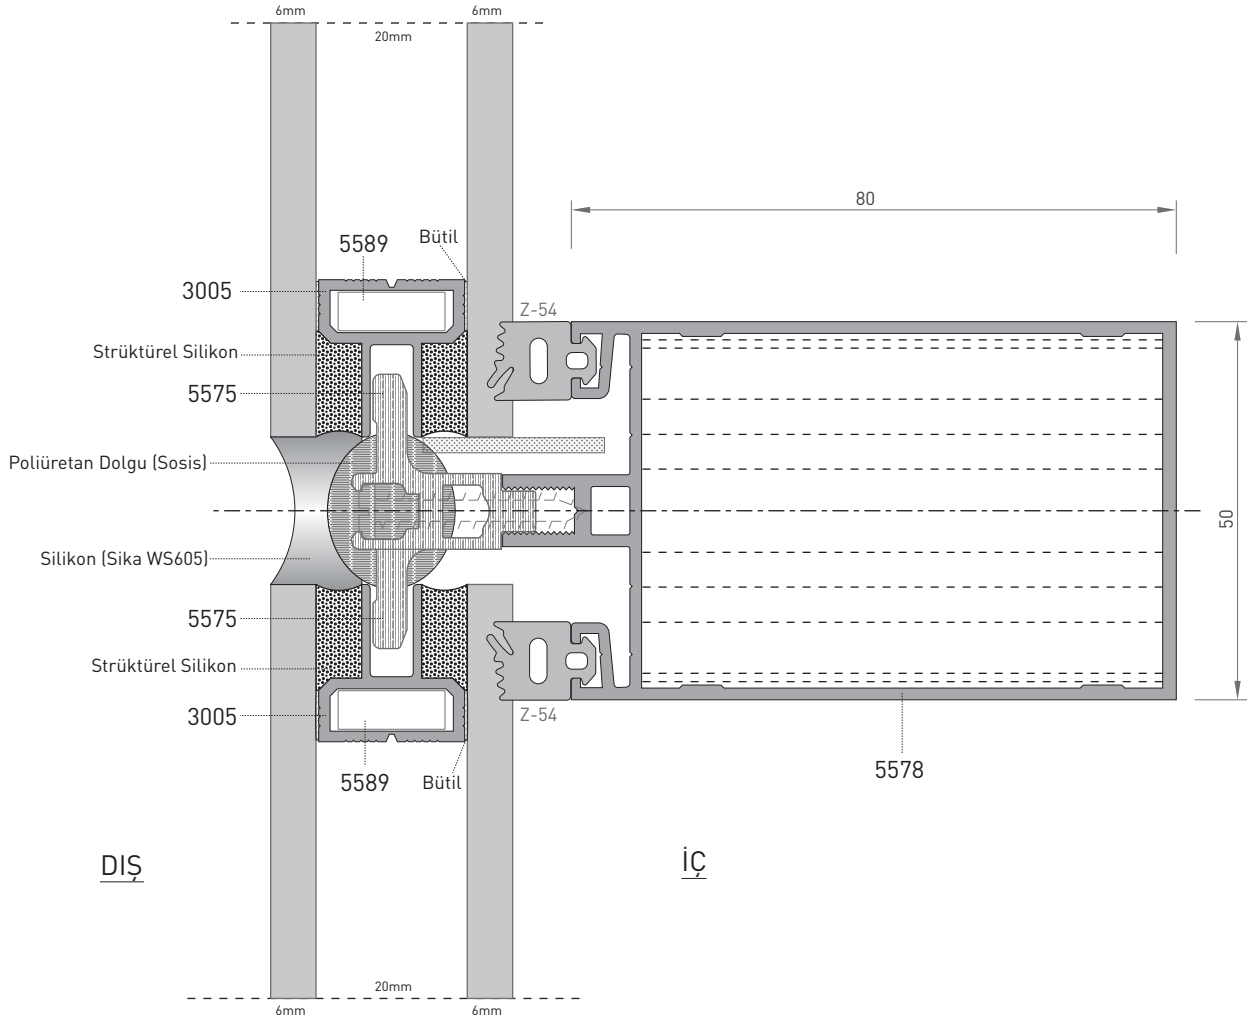 6mm 6mm
20mm
80
5589
Bütil
3005
Z-54
Strüktürel Silikon
5575
Poliüretan Dolgu (Sosis)
50
Silikon (Sika WS605)
5575
Strüktürel Silikon
3005
Z-54
5589
Bütil
5578
DIŞ
İÇ
20mm
6mm 6mm